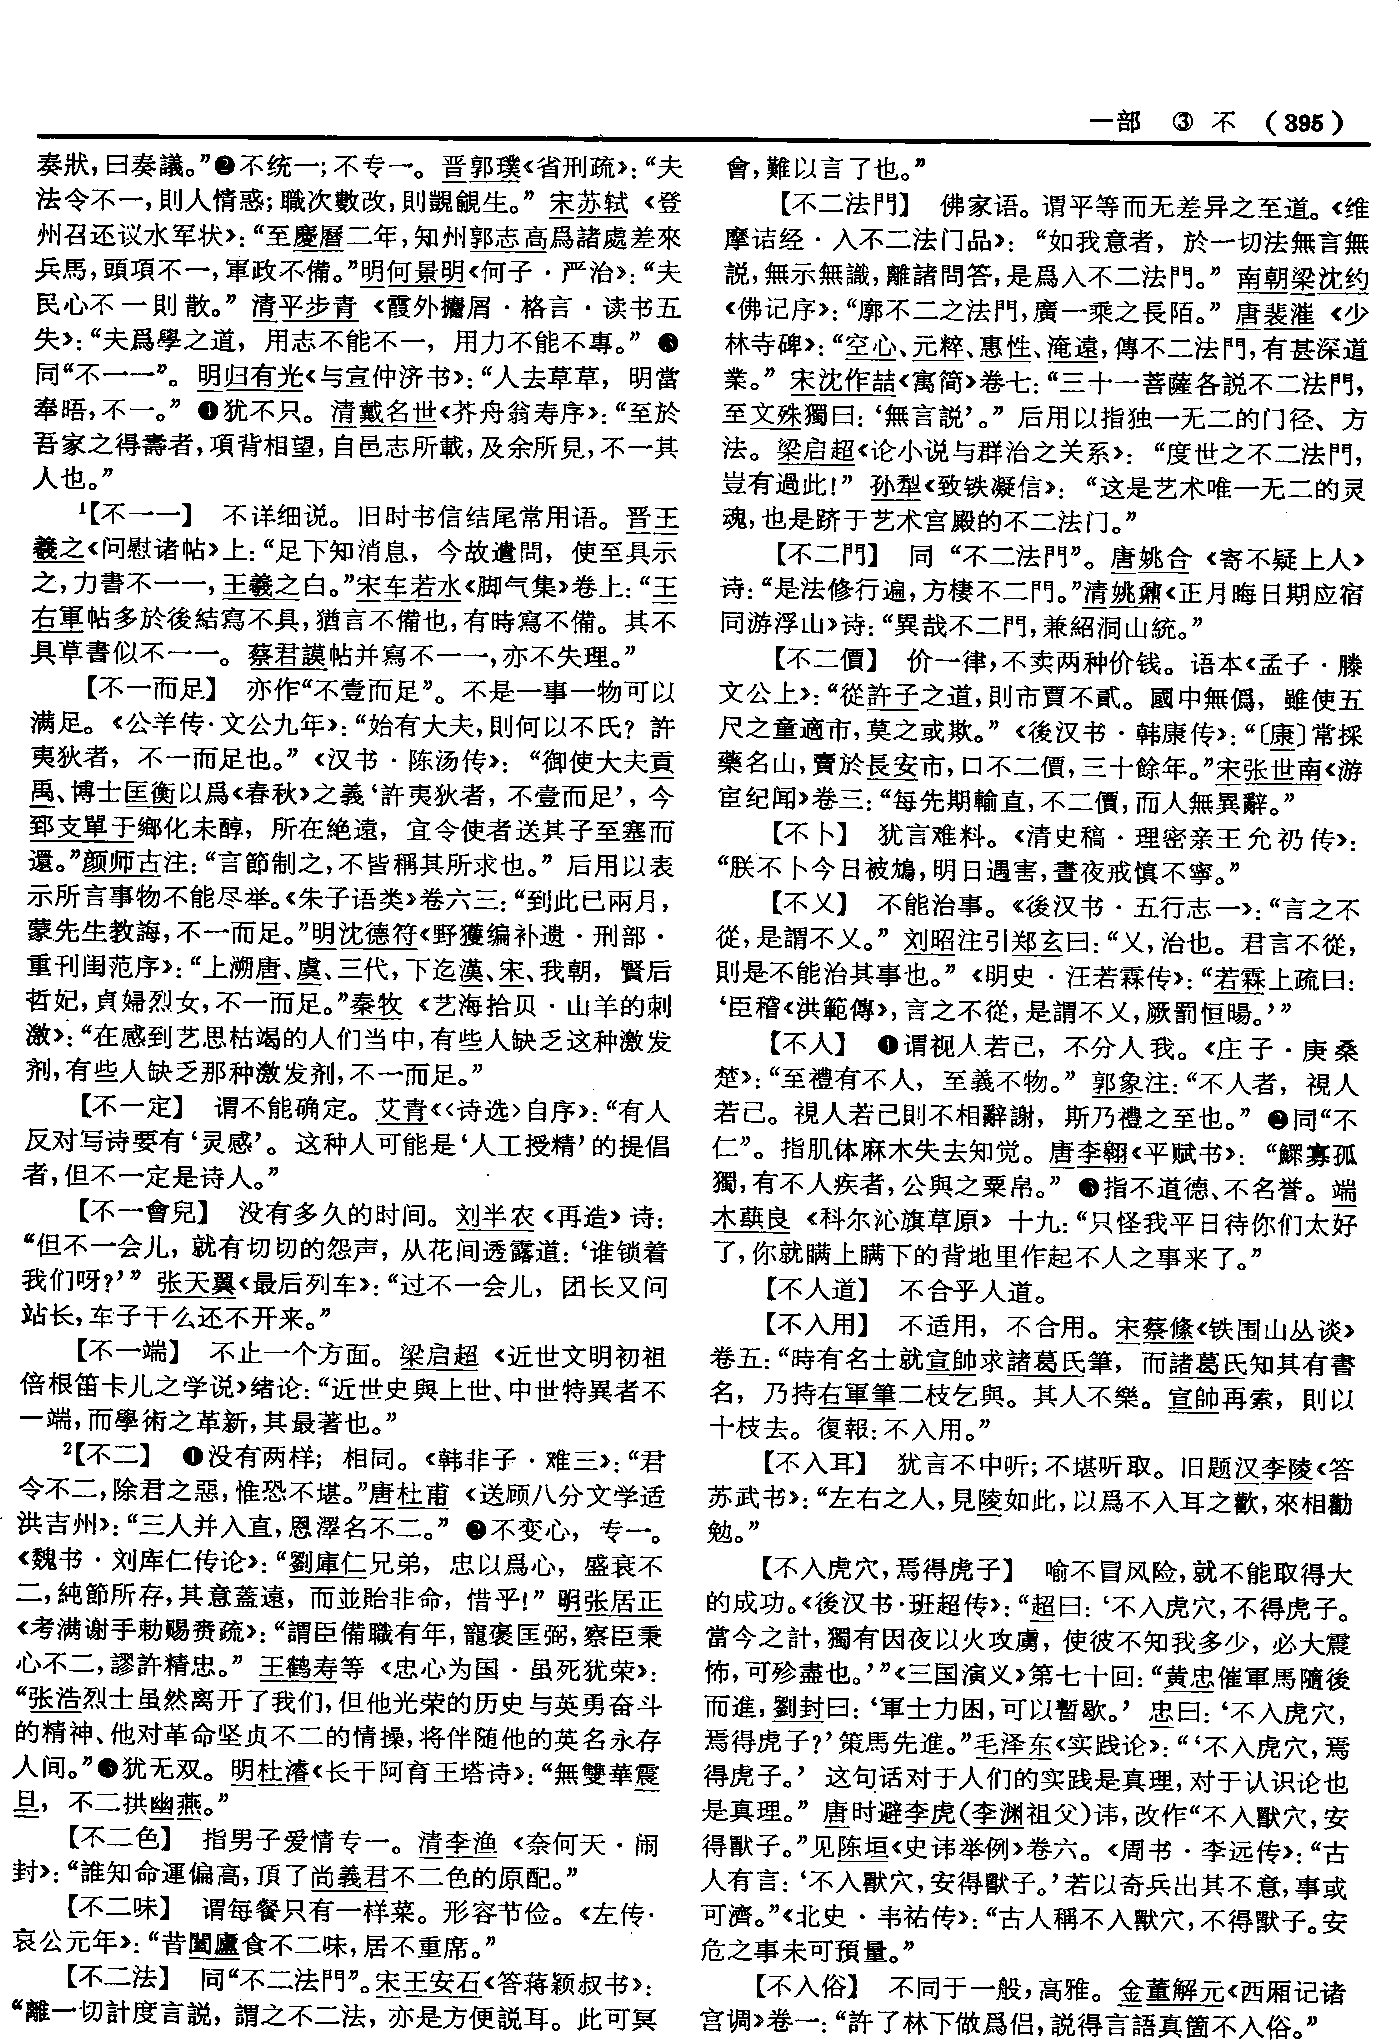 一部　③　不　（395）
奏狀，曰奏議。”❷不统一；不专一。晋郭璞《省刑疏》：“夫
法令不一，則人情惑；職次數改，則覬覦生。”宋苏轼《登
州召还议水军状》：“至慶曆二年，知州郭志高爲諸處差來
兵馬，頭項不一，軍政不備。”明何景明《何子·严治》：“夫
民心不一則散。”清平步青《霞外攟屑·格言·读书五
失》：“夫爲學之道，用志不能不一，用力不能不專。”❸
同“不一一”。明归有光《与宣仲济书》：“人去草草，明當
奉晤，不一。”❹犹不只。清戴名世《芥舟翁寿序》：“至於
吾家之得壽者，項背相望，自邑志所載，及余所見，不一其
人也。”
¹【不一一】　不详细说。旧时书信结尾常用语。晋王
羲之《问慰诸帖》上：“足下知消息，今故遣問，使至具示
之，力書不一一，王羲之白。”宋车若水《脚气集》卷上：“王
右軍帖多於後結寫不具，猶言不備也，有時寫不備。其不
具草書似不一一。蔡君謨帖并寫不一一，亦不失理。”
【不一而足】　亦作“不壹而足”。不是一事一物可以
满足。《公羊传·文公九年》：“始有大夫，則何以不氏？許
夷狄者，不一而足也。”《汉书·陈汤传》：“御使大夫貢
禹、博士匡衡以爲《春秋》之義‘許夷狄者，不壹而足’，今
郅支單于鄉化未醇，所在絶遠，宜令使者送其子至塞而
還。”颜师古注：“言節制之，不皆稱其所求也。”后用以表
示所言事物不能尽举。《朱子语类》卷六三：“到此已兩月，
蒙先生教誨，不一而足。”明沈德符《野獲编补遗·刑部·
重刊闺范序》：“上溯唐、虞、三代，下迄漢、宋、我朝，賢后
哲妃，貞婦烈女，不一而足。”秦牧《艺海拾贝·山羊的刺
激》：“在感到艺思枯竭的人们当中，有些人缺乏这种激发
剂，有些人缺乏那种激发剂，不一而足。”
【不一定】　谓不能确定。艾青《〈诗选〉自序》：“有人
反对写诗要有‘灵感’。这种人可能是‘人工授精’的提倡
者，但不一定是诗人。”
【不一會兒】　没有多久的时间。刘半农《再造》诗：
“但不一会儿，就有切切的怨声，从花间透露道：‘谁锁着
我们呀？’”张天翼《最后列车》：“过不一会儿，团长又问
站长，车子干么还不开来。”
【不一端】　不止一个方面。梁启超《近世文明初祖
倍根笛卡儿之学说》绪论：“近世史與上世、中世特異者不
一端，而學術之革新，其最著也。”
²【不二】　❶没有两样；相同。《韩非子·难三》：“君
令不二，除君之惡，惟恐不堪。”唐杜甫《送顾八分文学适
洪吉州》：“三人并入直，恩澤名不二。”❷不变心，专一。
《魏书·刘库仁传论》：“劉庫仁兄弟，忠以爲心，盛衰不
二，純節所存，其意蓋遠，而並貽非命，惜乎！”明张居正
《考满谢手勅赐赉疏》：“謂臣備職有年，寵褒匡弼，察臣秉
心不二，謬許精忠。”王鹤寿等《忠心为国·虽死犹荣》：
“张浩烈士虽然离开了我们，但他光荣的历史与英勇奋斗
的精神、他对革命坚贞不二的情操，将伴随他的英名永存
人间。”❸犹无双。明杜濬《长干阿育王塔诗》：“無雙華震
旦，不二拱幽燕。”
【不二色】　指男子爱情专一。清李渔《奈何天·闹
封》：“誰知命運偏高，頂了尚義君不二色的原配。”
【不二味】　谓每餐只有一样菜。形容节俭。《左传·
哀公元年》：“昔闔廬食不二味，居不重席。”
【不二法】　同“不二法門”。宋王安石《答蒋颖叔书》：
“離一切計度言説，謂之不二法，亦是方便説耳。此可冥
會，難以言了也。”
【不二法門】　佛家语。谓平等而无差异之至道。《维
摩诘经·入不二法门品》：“如我意者，於一切法無言無
説，無示無識，離諸問答，是爲入不二法門。”南朝梁沈约
《佛记序》：“廓不二之法門，廣一乘之長陌。”唐裴漼《少
林寺碑》：“空心、元粹、惠性、淹遠，傳不二法門，有甚深道
業。”宋沈作喆《寓简》卷七：“三十一菩薩各説不二法門，
至文殊獨曰：‘無言説’。”后用以指独一无二的门径、方
法。梁启超《论小说与群治之关系》：“度世之不二法門，
豈有過此！”孙犁《致铁凝信》：“这是艺术唯一无二的灵
魂，也是跻于艺术宫殿的不二法门。”
【不二門】　同“不二法門”。唐姚合《寄不疑上人》
诗：“是法修行遍，方棲不二門。”清姚鼐《正月晦日期应宿
同游浮山》诗：“異哉不二門，兼紹洞山統。”
【不二價】　价一律，不卖两种价钱。语本《孟子·滕
文公上》：“從許子之道，則市賈不貳。國中無僞，雖使五
尺之童適市，莫之或欺。”《後汉书·韩康传》：“〔康〕常採
藥名山，賣於長安市，口不二價，三十餘年。”宋张世南《游
宦纪闻》卷三：“每先期輸直，不二價，而人無異辭。”
【不卜】　犹言难料。《清史稿·理密亲王允礽传》：
“朕不卜今日被鴆，明日遇害，晝夜戒慎不寧。”
【不乂】　不能治事。《後汉书·五行志一》：“言之不
從，是謂不乂。”刘昭注引郑玄曰：“乂，治也。君言不從，
則是不能治其事也。”《明史·汪若霖传》：“若霖上疏曰：
‘臣稽《洪範傳》，言之不從，是謂不乂，厥罰恒暘。’”
【不人】　❶谓视人若己，不分人我。《庄子·庚桑
楚》：“至禮有不人，至義不物。”郭象注：“不人者，視人
若己。視人若己則不相辭謝，斯乃禮之至也。”❷同“不
仁”。指肌体麻木失去知觉。唐李翱《平赋书》：“鰥寡孤
獨，有不人疾者，公與之粟帛。”❸指不道德、不名誉。端
木蕻良《科尔沁旗草原》十九：“只怪我平日待你们太好
了，你就瞒上瞒下的背地里作起不人之事来了。”
【不人道】　不合乎人道。
【不入用】　不适用，不合用。宋蔡絛《铁围山丛谈》
卷五：“時有名士就宣帥求諸葛氏筆，而諸葛氏知其有書
名，乃持右軍筆二枝乞與。其人不樂。宣帥再索，則以
十枝去。復報：不入用。”
【不入耳】　犹言不中听；不堪听取。旧题汉李陵《答
苏武书》：“左右之人，見陵如此，以爲不入耳之歡，來相勸
勉。”
【不入虎穴，焉得虎子】　喻不冒风险，就不能取得大
的成功。《後汉书·班超传》：“超曰：‘不入虎穴，不得虎子。
當今之計，獨有因夜以火攻虜，使彼不知我多少，必大震
怖，可殄盡也。’”《三国演义》第七十回：“黄忠催軍馬隨後
而進，劉封曰：‘軍士力困，可以暫歇。’忠曰：‘不入虎穴，
焉得虎子？’策馬先進。”毛泽东《实践论》：“‘不入虎穴，焉
得虎子。’这句话对于人们的实践是真理，对于认识论也
是真理。”唐时避李虎（李渊祖父）讳，改作“不入獸穴，安
得獸子。”见陈垣《史讳举例》卷六。《周书·李远传》：“古
人有言：‘不入獸穴，安得獸子。’若以奇兵出其不意，事或
可濟。”《北史·韦祐传》：“古人稱不入獸穴，不得獸子。安
危之事未可預量。”
【不入俗】　不同于一般，高雅。金董解元《西厢记诸
宫调》卷一：“許了林下做爲侣，説得言語真箇不入俗。”